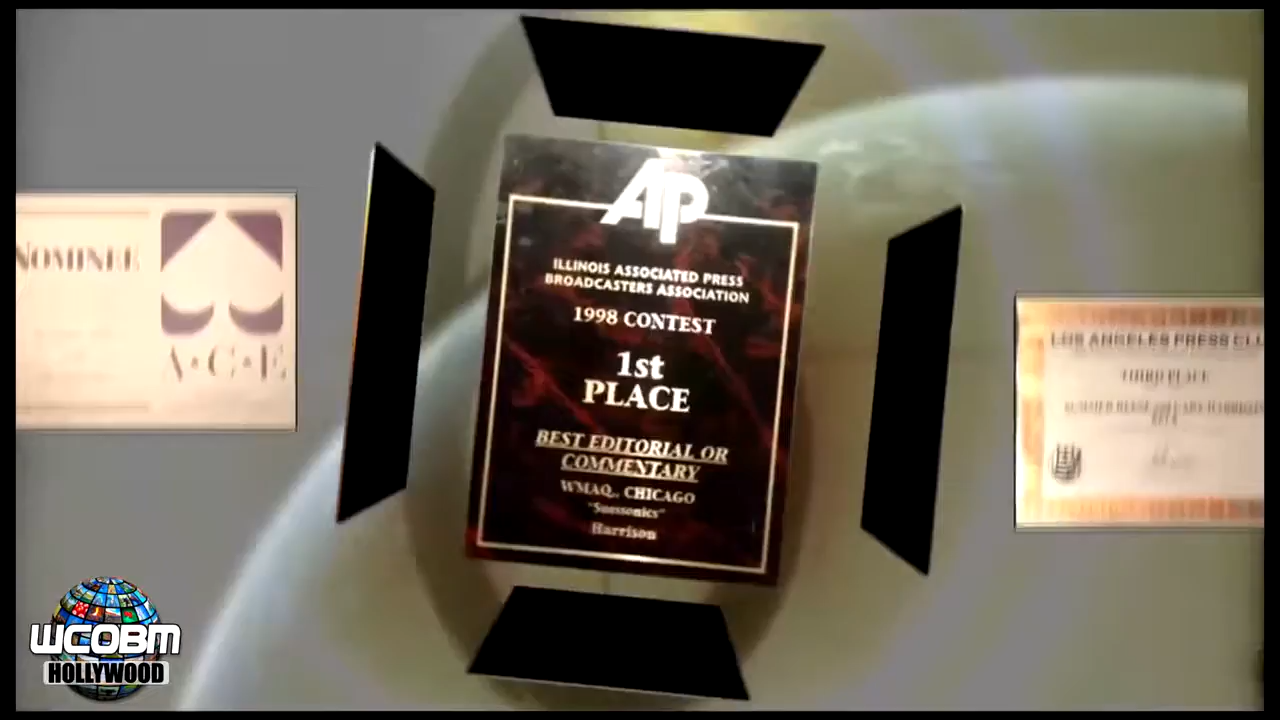 NOMINEE
A·C·E
AP
ILLINOIS ASSOCIATED PRESS
BROADCASTERS ASSOCIATION
1998 CONTEST
1st
PLACE
BEST EDITORIAL OR
COMMENTARY
WMAQ, CHICAGO
"Suessonics"
Harrison
LOS ANGELES PRESS CLU
THIRD PLACE
WCOBM
HOLLYWOOD